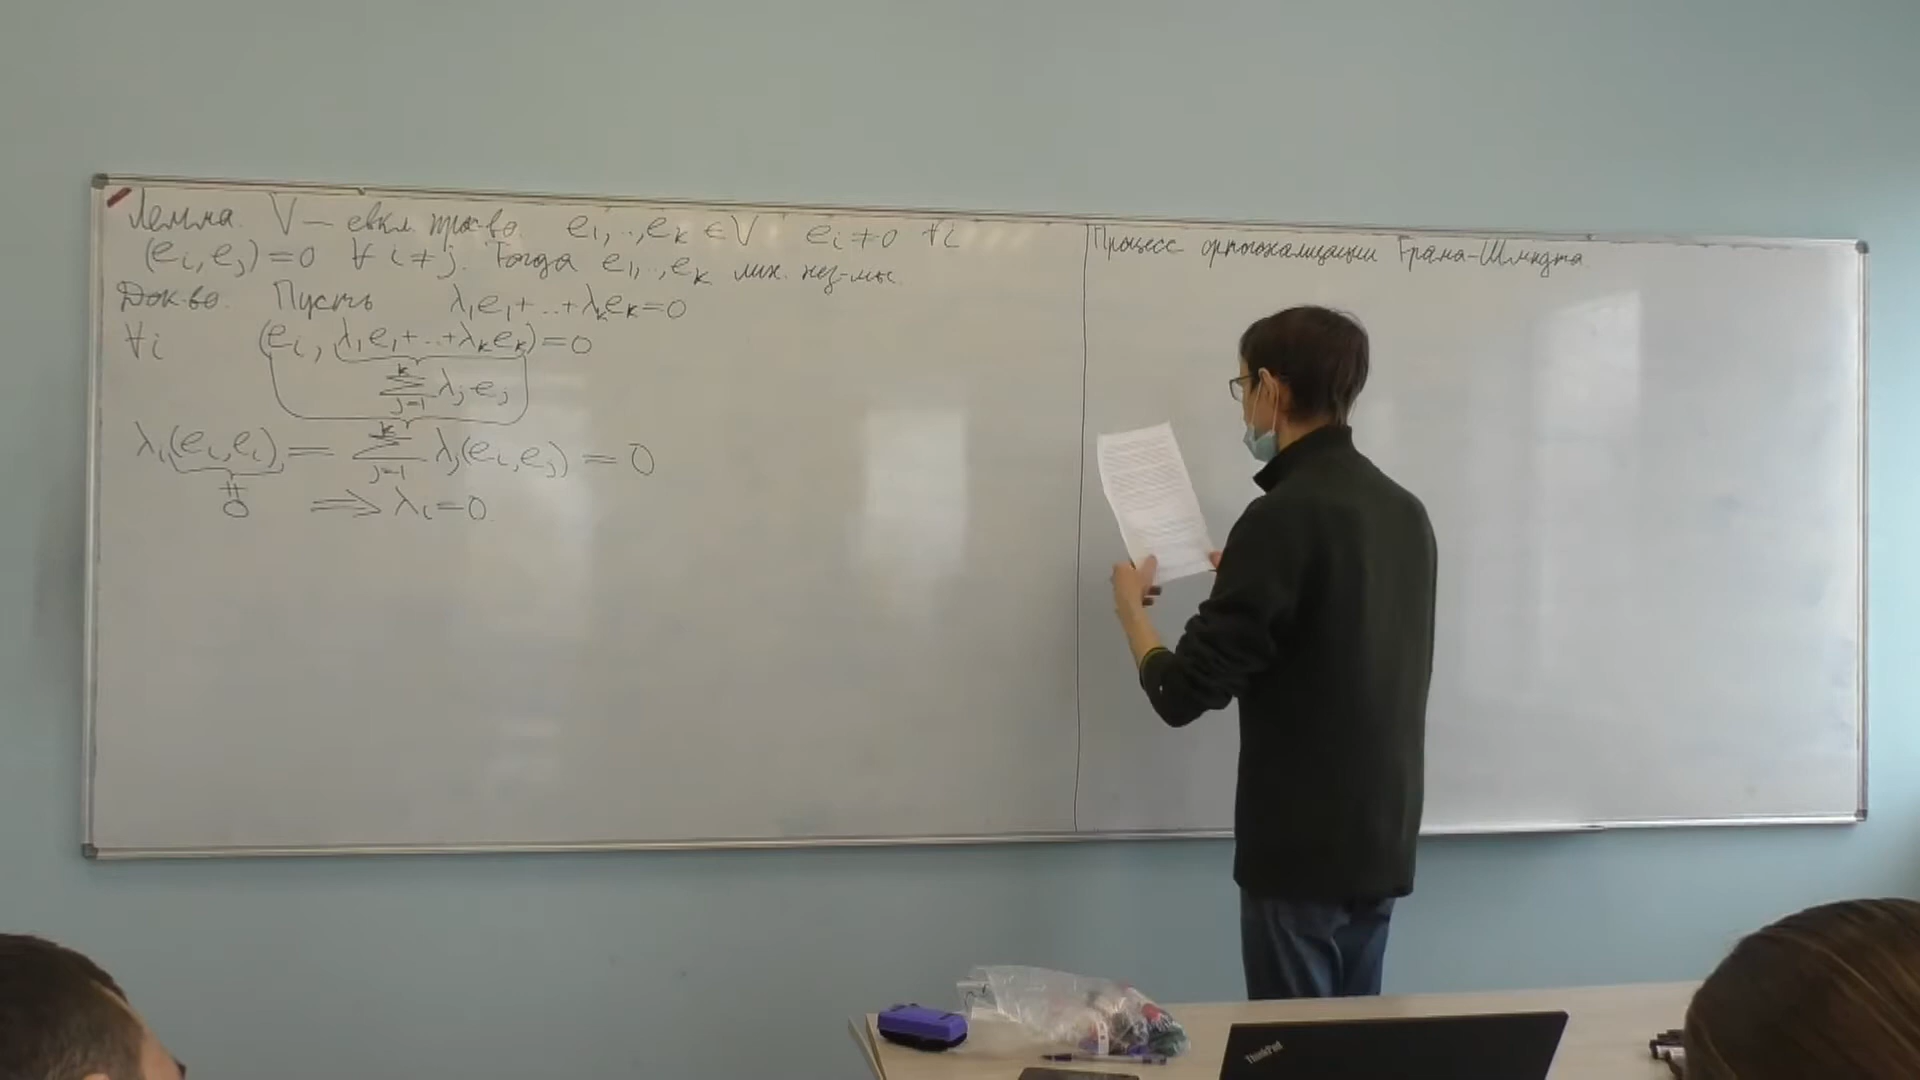 Лемма. V — евкл. пр-во. e₁,..,eₖ ∈ V eᵢ ≠ 0 ∀i
(eᵢ, eⱼ) = 0 ∀ i ≠ j. Тогда e₁,..,eₖ лин. нез-мы.
Док-во. Пусть λ₁e₁+..+λₖeₖ=0
∀i (eᵢ, λ₁e₁+..+λₖeₖ)=0
∑ⱼ₌₁ᵏ λⱼeⱼ
λᵢ(eᵢ,eᵢ) = ∑ⱼ₌₁ᵏ λⱼ(eᵢ,eⱼ) = 0
≠
0 ⟹ λᵢ=0.
Процесс ортогонализации Грама-Шмидта.
ThinkPad